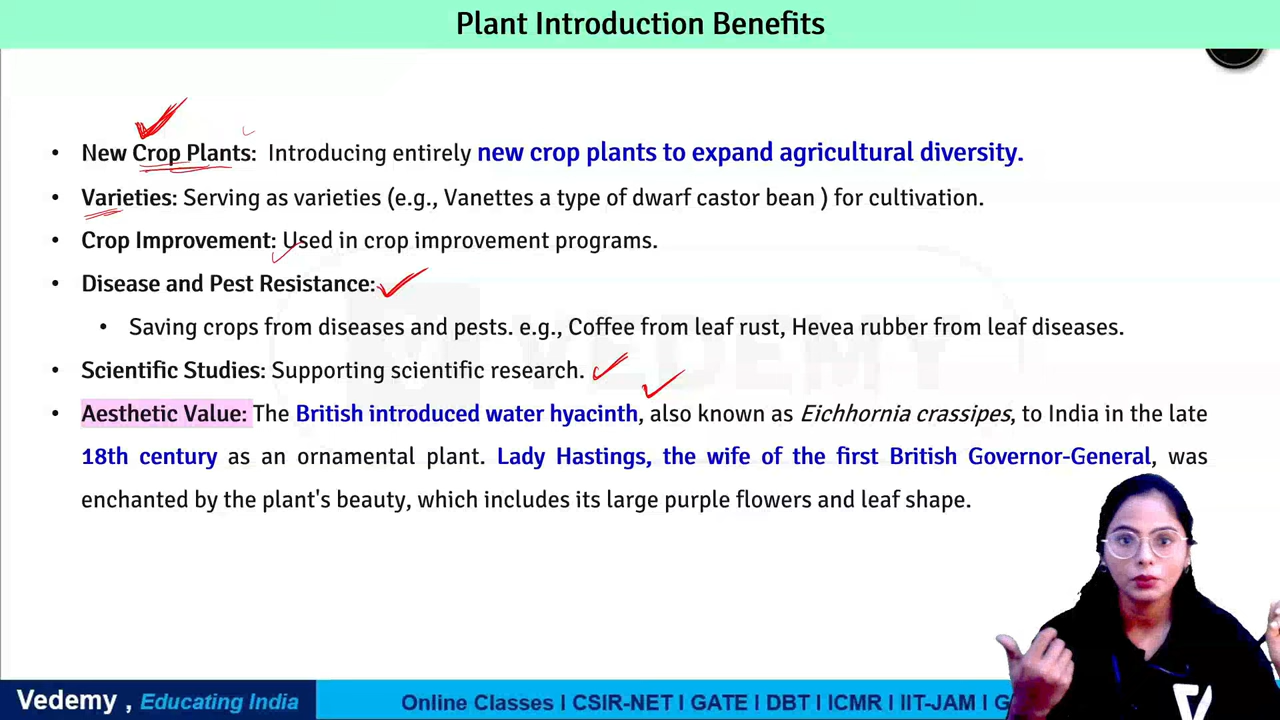 Plant Introduction Benefits
• New Crop Plants: Introducing entirely new crop plants to expand agricultural diversity.
• Varieties: Serving as varieties (e.g., Vanettes a type of dwarf castor bean ) for cultivation.
• Crop Improvement: Used in crop improvement programs.
• Disease and Pest Resistance:
• Saving crops from diseases and pests. e.g., Coffee from leaf rust, Hevea rubber from leaf diseases.
• Scientific Studies: Supporting scientific research.
• Aesthetic Value: The British introduced water hyacinth, also known as Eichhornia crassipes, to India in the late
18th century as an ornamental plant. Lady Hastings, the wife of the first British Governor-General, was
enchanted by the plant's beauty, which includes its large purple flowers and leaf shape.
VEDEMY
Vedemy , Educating India
Online Classes I CSIR-NET I GATE I DBT I ICMR I IIT-JAM I G